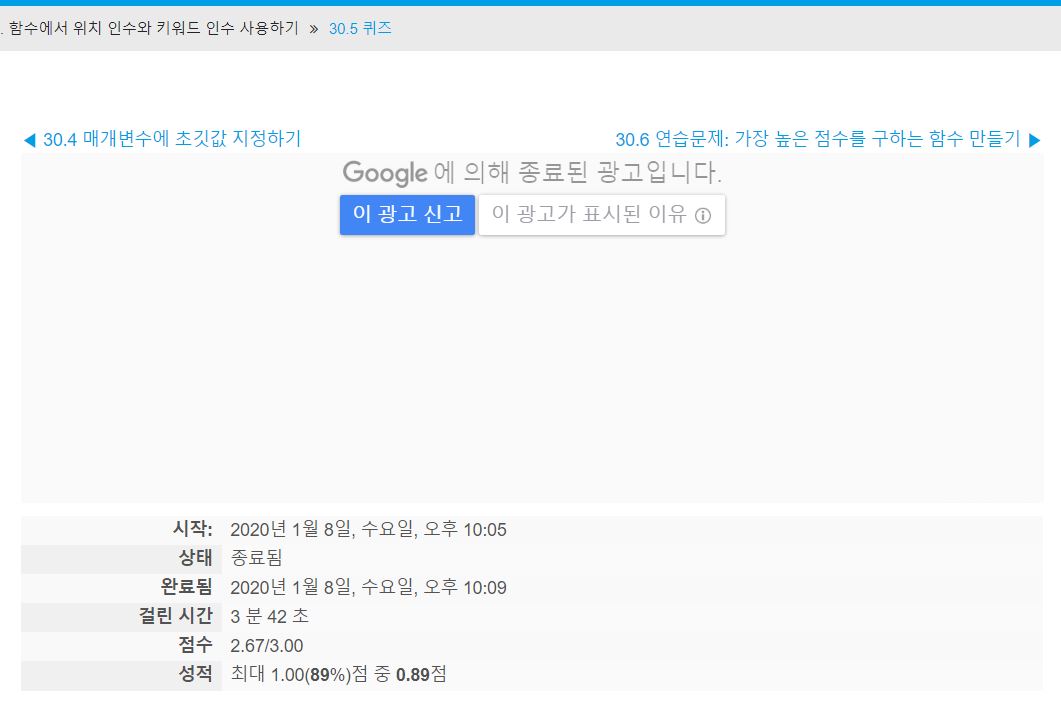 . 함수에서 위치 인수와 키워드 인수 사용하기 » 30.5 퀴즈
◀ 30.4 매개변수에 초깃값 지정하기 30.6 연습문제: 가장 높은 점수를 구하는 함수 만들기 ▶
Google에 의해 종료된 광고입니다.
이 광고 신고 이 광고가 표시된 이유 ⓘ
시작: 2020년 1월 8일, 수요일, 오후 10:05
상태 종료됨
완료됨 2020년 1월 8일, 수요일, 오후 10:09
걸린 시간 3 분 42 초
점수 2.67/3.00
성적 최대 1.00(89%)점 중 0.89점